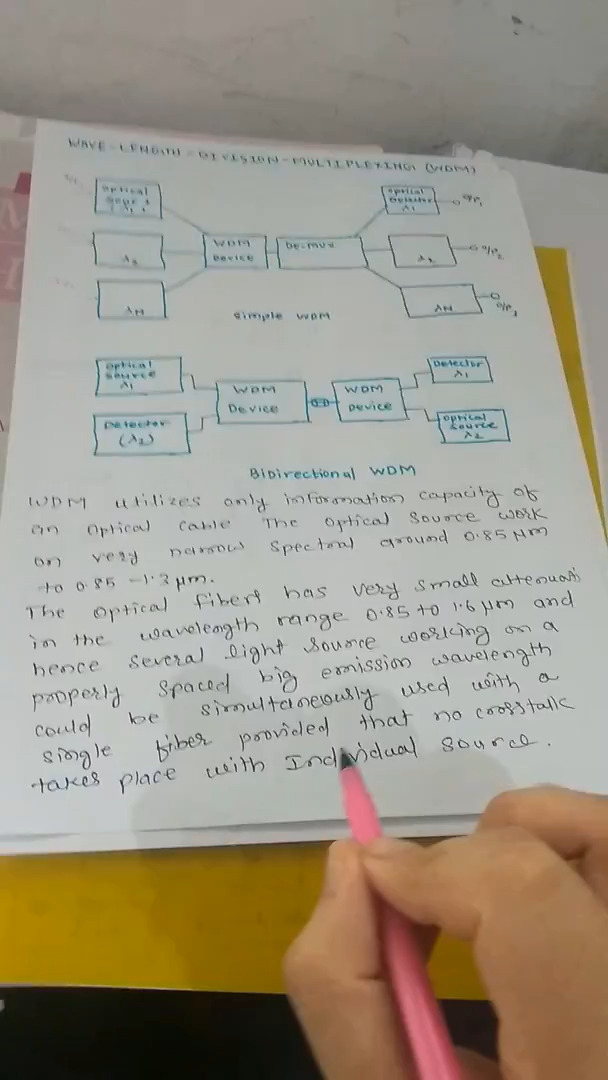 WAVE-LENGTH-DIVISION-MULTIPLEXING (WDM)
Optical
λ1
Optical
Detector
λ1
O/P1
λ2
WDM
Device
De-mux
λ2
O/P2
λN
λN
O/P
Simple WDM
Optical
Source
λ1
Detector
λ1
WDM
Device
WDM
Device
Detector
(λ2)
Optical
Source
λ2
Bidirectional WDM
WDM utilizes only information capacity of
an optical cable The optical source work
on very narrow spectral around 0.85 μm
to 0.85 - 1.3 μm.
The optical fibert has very small attenuati
in the wavelength range 0.85 to 1.6 μm and
hence several light source working on a
properly spaced big emission wavelength
could be simultaneously used with a
single fiber provided that no crosstalk
takes place with Individual source.